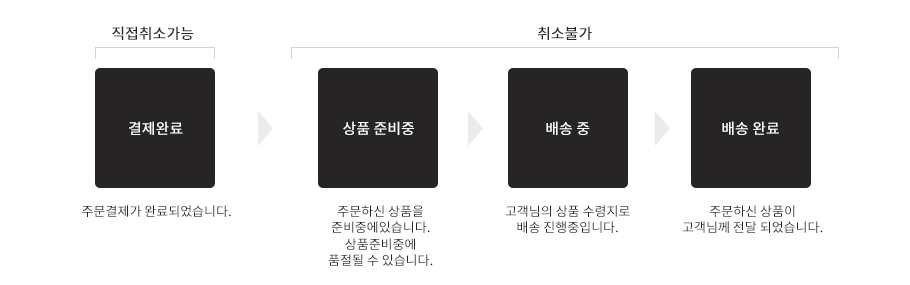 직접취소가능
취소불가
결제완료
상품 준비중
배송 중
배송 완료
주문결제가 완료되었습니다.
주문하신 상품을
준비중에있습니다.
상품준비중에
품절될 수 있습니다.
고객님의 상품 수령지로
배송 진행중입니다.
주문하신 상품이
고객님께 전달 되었습니다.